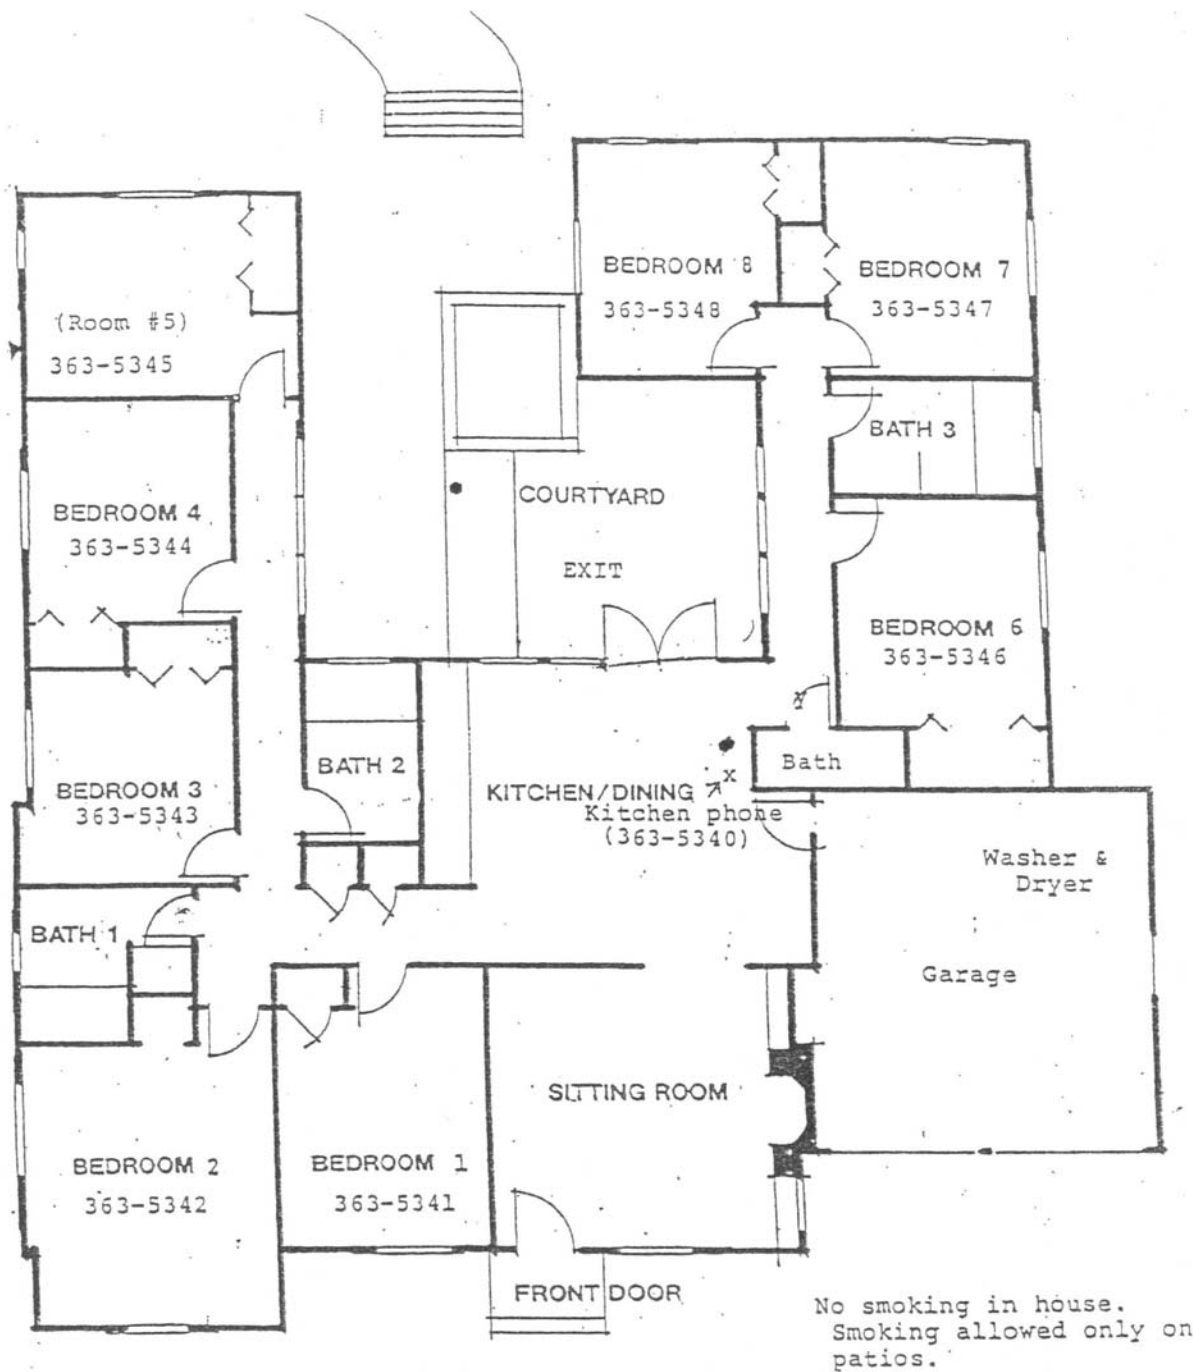 BEDROOM 8
363-5348
BEDROOM 7
363-5347
(Room #5)
363-5345
BATH 3
BEDROOM 4
363-5344
COURTYARD
EXIT
BEDROOM 6
363-5346
BATH 2
Bath
BEDROOM 3
363-5343
KITCHEN/DINING
x
Kitchen phone
(363-5340)
Washer &
Dryer
BATH 1
Garage
SITTING ROOM
BEDROOM 2
363-5342
BEDROOM 1
363-5341
FRONT DOOR
No smoking in house.
Smoking allowed only on
patios.